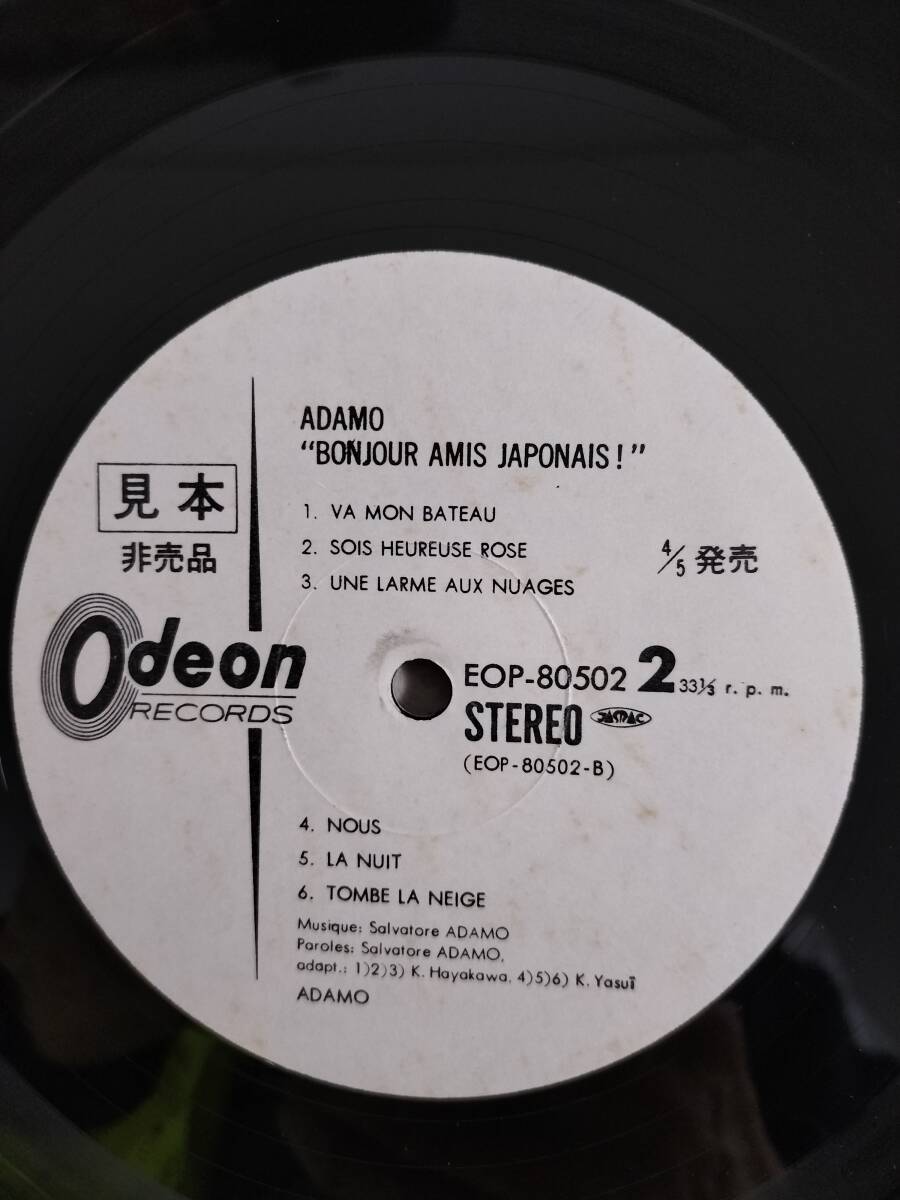 ADAMO
“BONJOUR AMIS JAPONAIS!”
見本
非売品
1. VA MON BATEAU
2. SOIS HEUREUSE ROSE
3. UNE LARME AUX NUAGES
4/5 発売
Odeon
RECORDS
EOP-80502 2 33⅓ r. p. m.
STEREO JASRAC
(EOP-80502-B)
4. NOUS
5. LA NUIT
6. TOMBE LA NEIGE
Musique: Salvatore ADAMO
Paroles: Salvatore ADAMO,
adapt.: 1)2)3) K. Hayakawa, 4)5)6) K. Yasuï
ADAMO